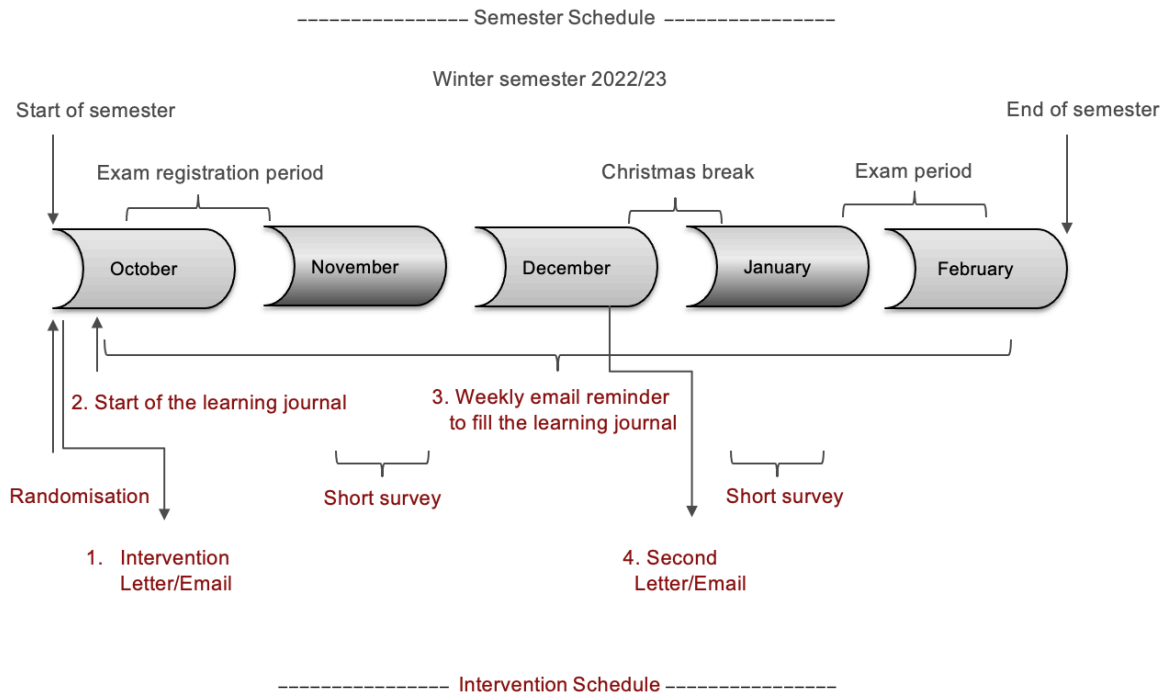 ---------------- Semester Schedule ----------------
Winter semester 2022/23
Start of semester
End of semester
Exam registration period
Christmas break
Exam period
October
November
December
January
February
2. Start of the learning journal
3. Weekly email reminder
to fill the learning journal
Randomisation
Short survey
Short survey
1. Intervention
Letter/Email
4. Second
Letter/Email
---------------- Intervention Schedule ----------------